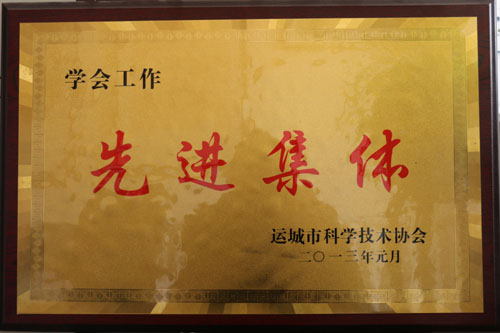 学会工作
先进集体
运城市科学技术协会
二〇一三年元月